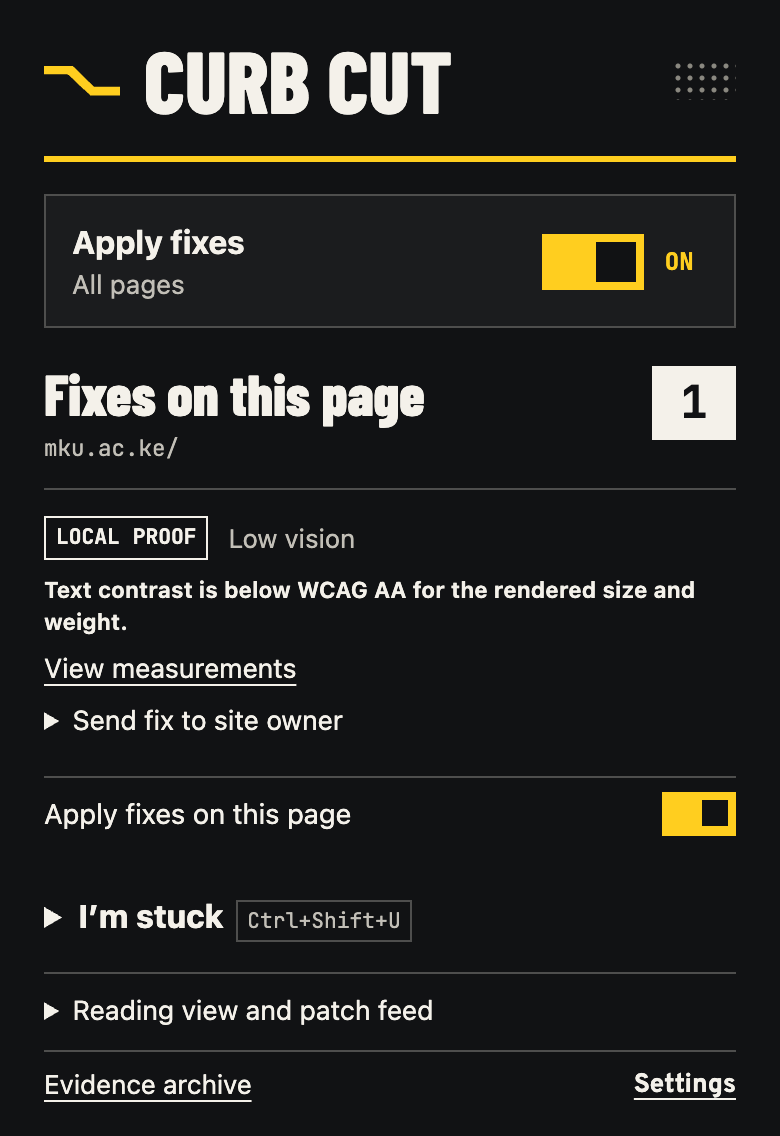 CURB CUT
Apply fixes
All pages
ON
Fixes on this page
1
mku.ac.ke/
LOCAL PROOF Low vision
Text contrast is below WCAG AA for the rendered size and
weight.
View measurements
Send fix to site owner
Apply fixes on this page
I’m stuck Ctrl+Shift+U
Reading view and patch feed
Evidence archive
Settings